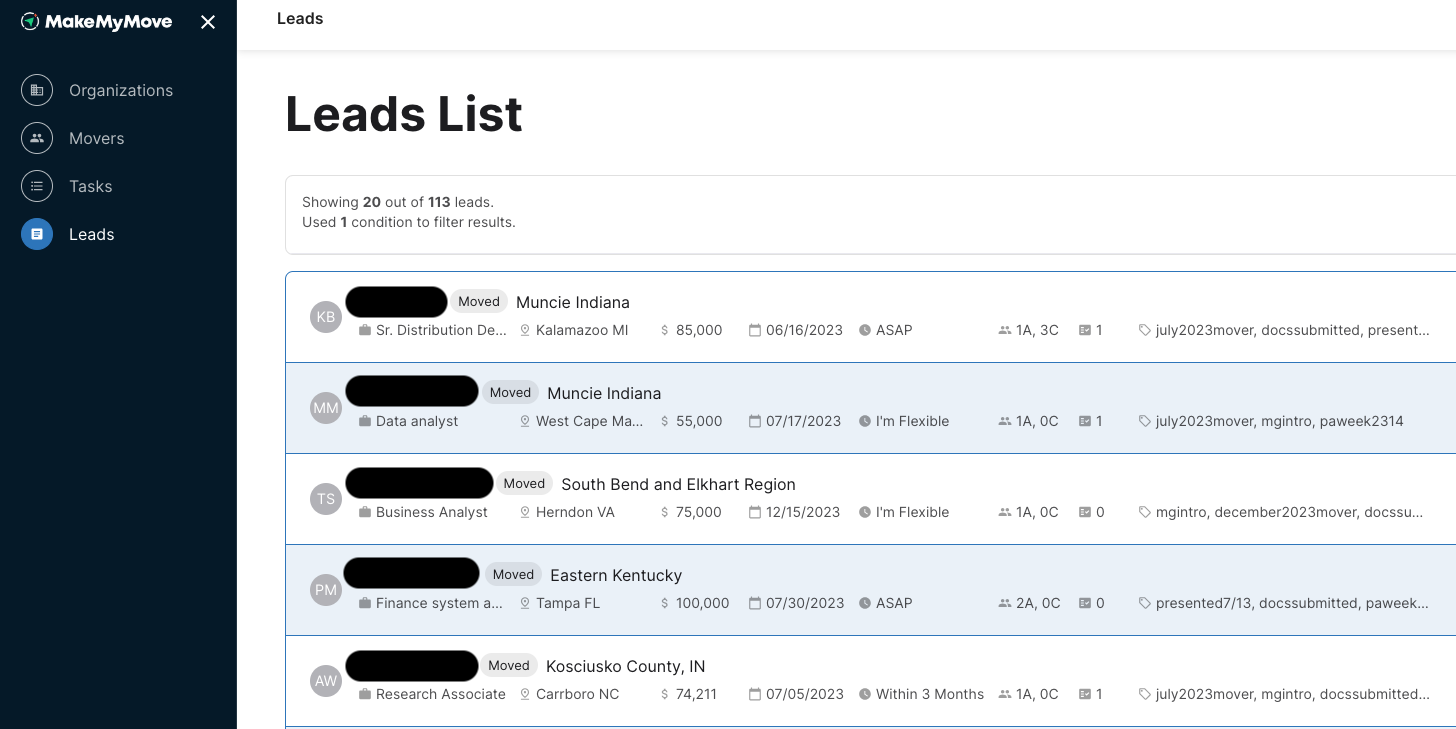 MakeMyMove
Leads
Organizations
Movers
Tasks
Leads
Leads List
Showing 20 out of 113 leads.
Used 1 condition to filter results.
KB Moved Muncie Indiana
Sr. Distribution De... Kalamazoo MI $ 85,000 06/16/2023 ASAP 1A, 3C 1 july2023mover, docssubmitted, present...
MM Moved Muncie Indiana
Data analyst West Cape Ma... $ 55,000 07/17/2023 I'm Flexible 1A, 0C 1 july2023mover, mgintro, paweek2314
TS Moved South Bend and Elkhart Region
Business Analyst Herndon VA $ 75,000 12/15/2023 I'm Flexible 1A, 0C 0 mgintro, december2023mover, docssu...
PM Moved Eastern Kentucky
Finance system a... Tampa FL $ 100,000 07/30/2023 ASAP 2A, 0C 0 presented7/13, docssubmitted, paweek...
AW Moved Kosciusko County, IN
Research Associate Carrboro NC $ 74,211 07/05/2023 Within 3 Months 1A, 0C 1 july2023mover, mgintro, docssubmitted...